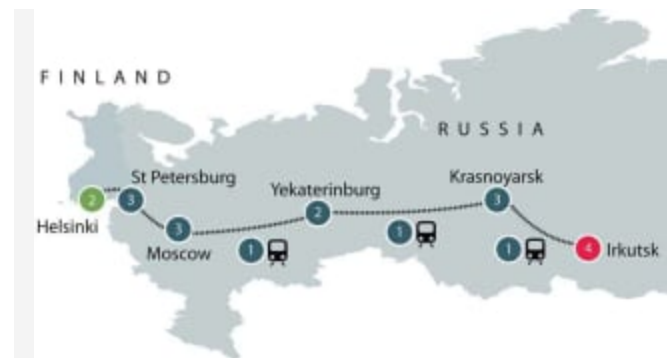 FINLAND
RUSSIA
St Petersburg
Krasnoyarsk
Yekaterinburg
2
3
3
2
3
Helsinki
Moscow
1
1
1
4
Irkutsk